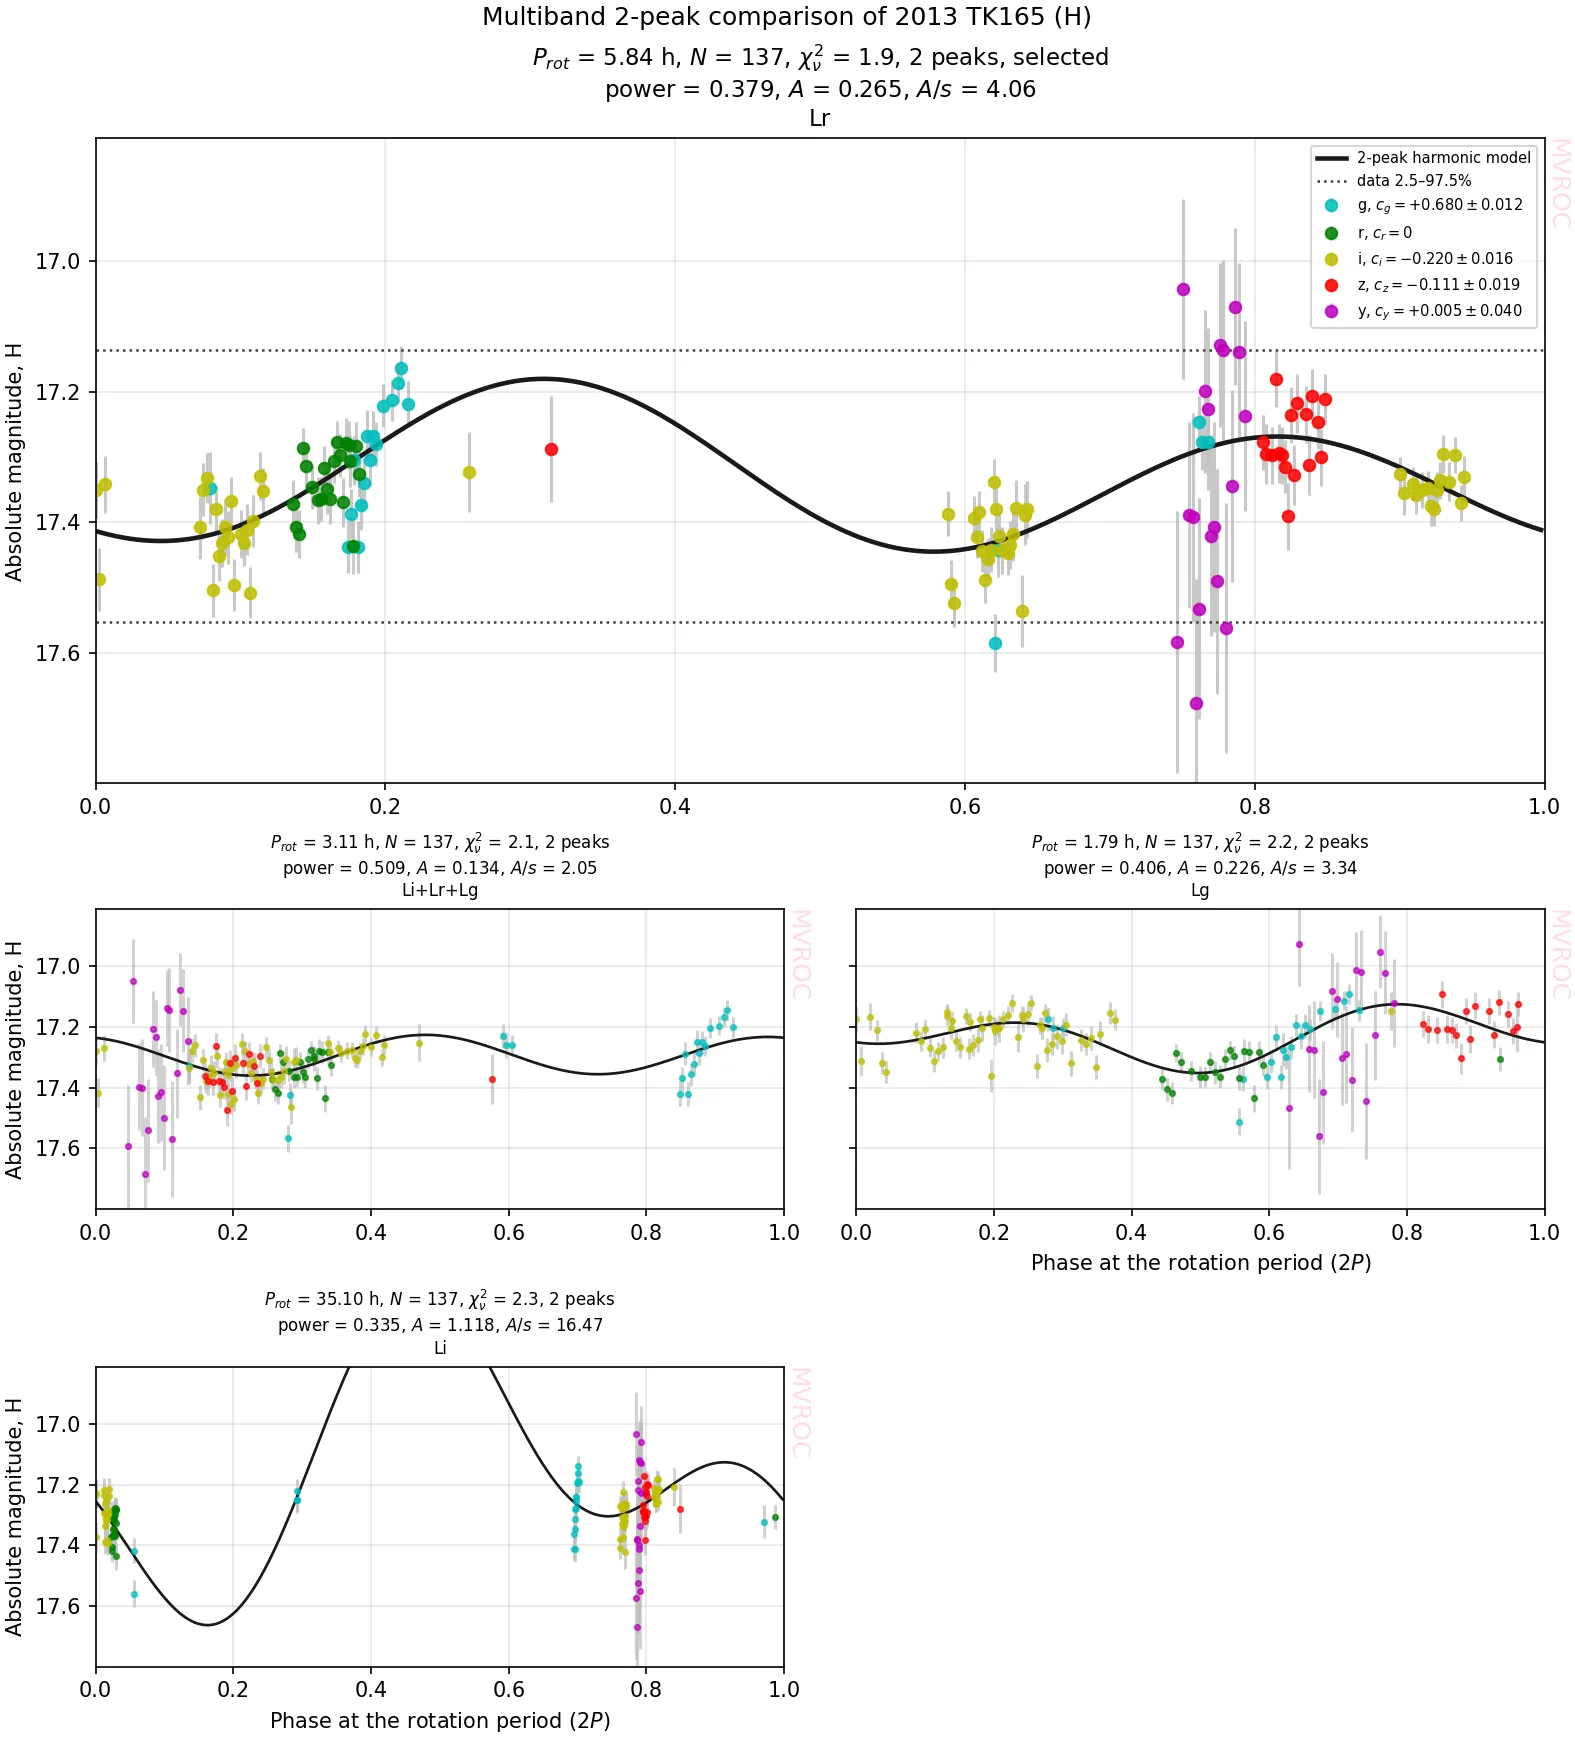 Multiband 2-peak comparison of 2013 TK165 (H)
P_rot = 5.84 h, N = 137, χ²_ν = 1.9, 2 peaks, selected
power = 0.379, A = 0.265, A/s = 4.06
Lr
MVROC
2-peak harmonic model
data 2.5–97.5%
g, c_g = +0.680 ± 0.012
r, c_r = 0
i, c_i = −0.220 ± 0.016
z, c_z = −0.111 ± 0.019
y, c_y = +0.005 ± 0.040
Absolute magnitude, H
17.0
17.2
17.4
17.6
0.0 0.2 0.4 0.6 0.8 1.0
P_rot = 3.11 h, N = 137, χ²_ν = 2.1, 2 peaks
power = 0.509, A = 0.134, A/s = 2.05
Li+Lr+Lg
MVROC
Absolute magnitude, H
17.0
17.2
17.4
17.6
0.0 0.2 0.4 0.6 0.8 1.0
P_rot = 1.79 h, N = 137, χ²_ν = 2.2, 2 peaks
power = 0.406, A = 0.226, A/s = 3.34
Lg
MVROC
0.0 0.2 0.4 0.6 0.8 1.0
Phase at the rotation period (2P)
P_rot = 35.10 h, N = 137, χ²_ν = 2.3, 2 peaks
power = 0.335, A = 1.118, A/s = 16.47
Li
MVROC
Absolute magnitude, H
17.0
17.2
17.4
17.6
0.0 0.2 0.4 0.6 0.8 1.0
Phase at the rotation period (2P)